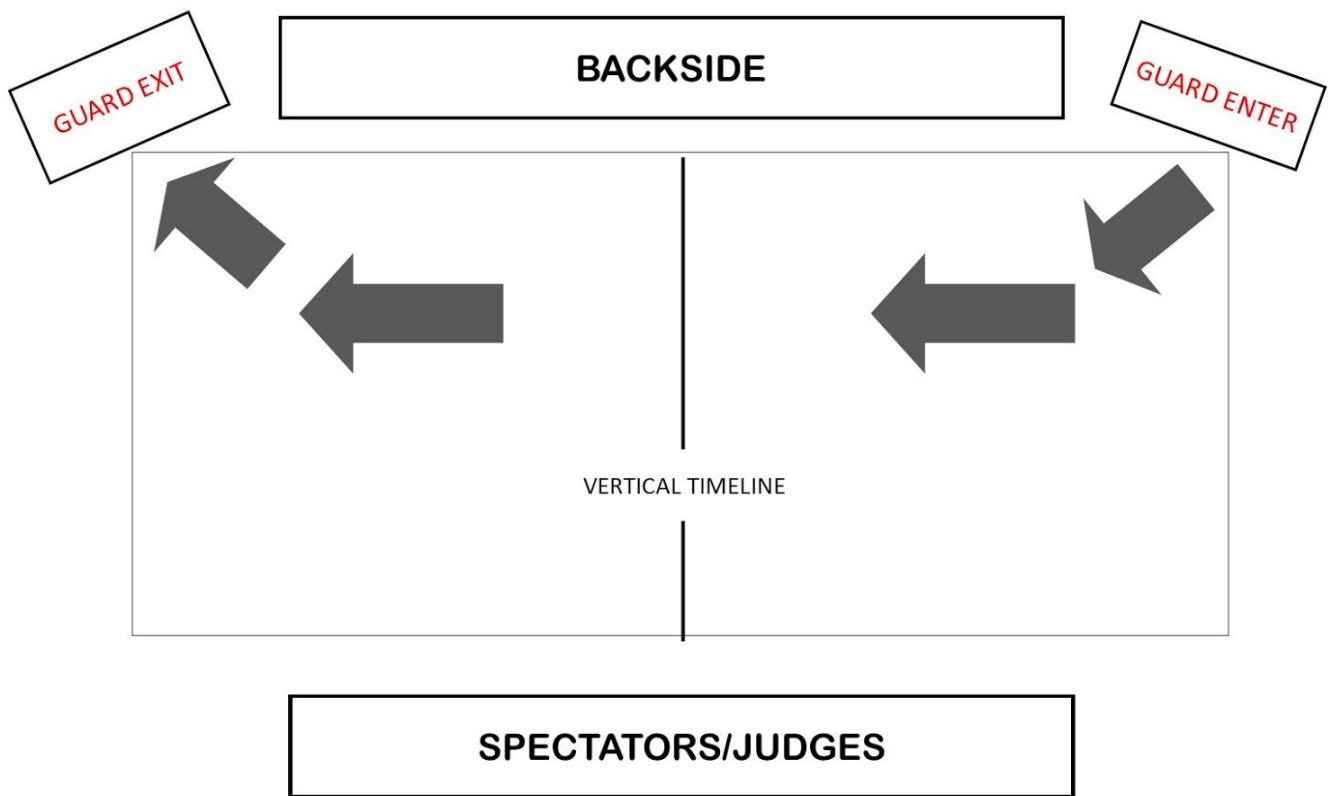 BACKSIDE
GUARD EXIT
GUARD ENTER
VERTICAL TIMELINE
SPECTATORS/JUDGES